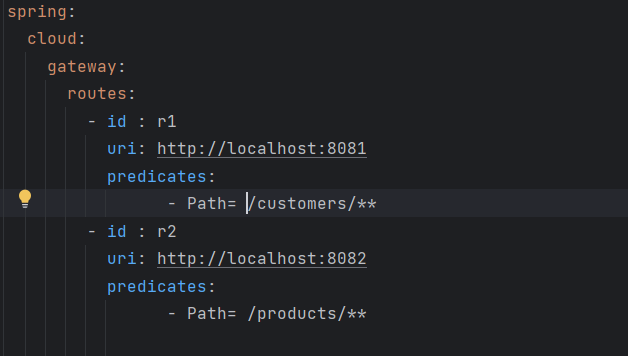 spring:
cloud:
gateway:
routes:
- id : r1
uri: http://localhost:8081
predicates:
- Path= /customers/**
- id : r2
uri: http://localhost:8082
predicates:
- Path= /products/**